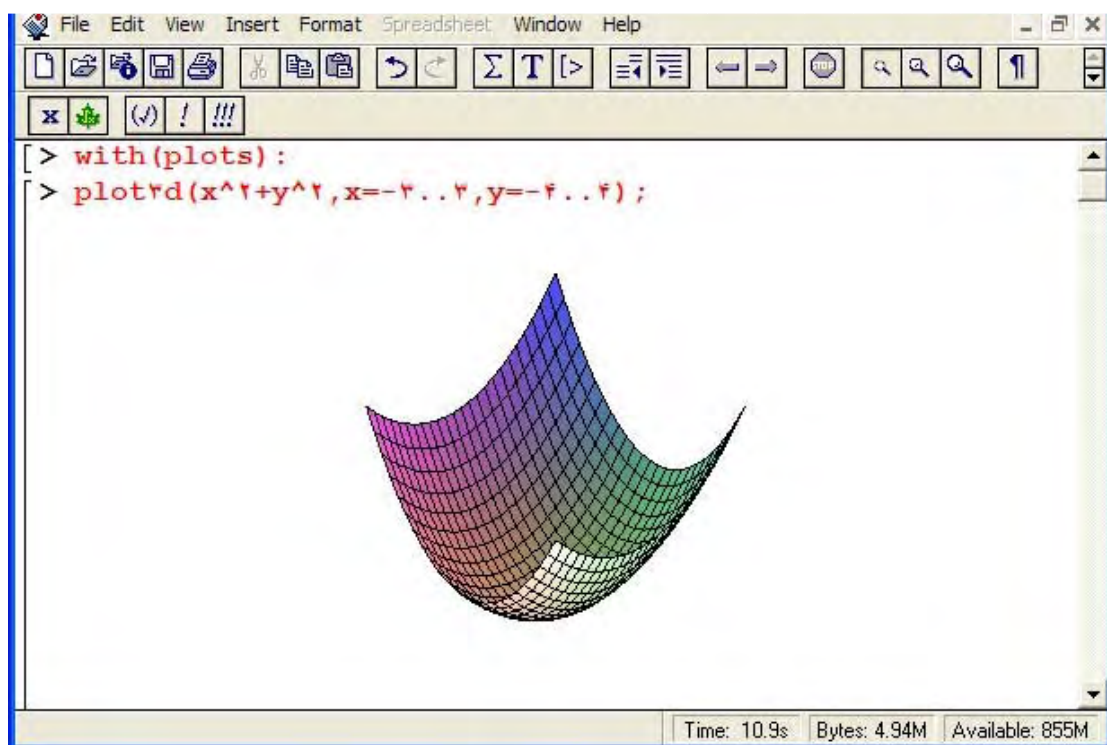 File Edit View Insert Format Spreadsheet Window Help
Σ T [>
STOP
x (√) ! !!!
[> with(plots):
[> plot۳d(x^۲+y^۲,x=-۳..۳,y=-۴..۴);
Time: 10.9s Bytes: 4.94M Available: 855M